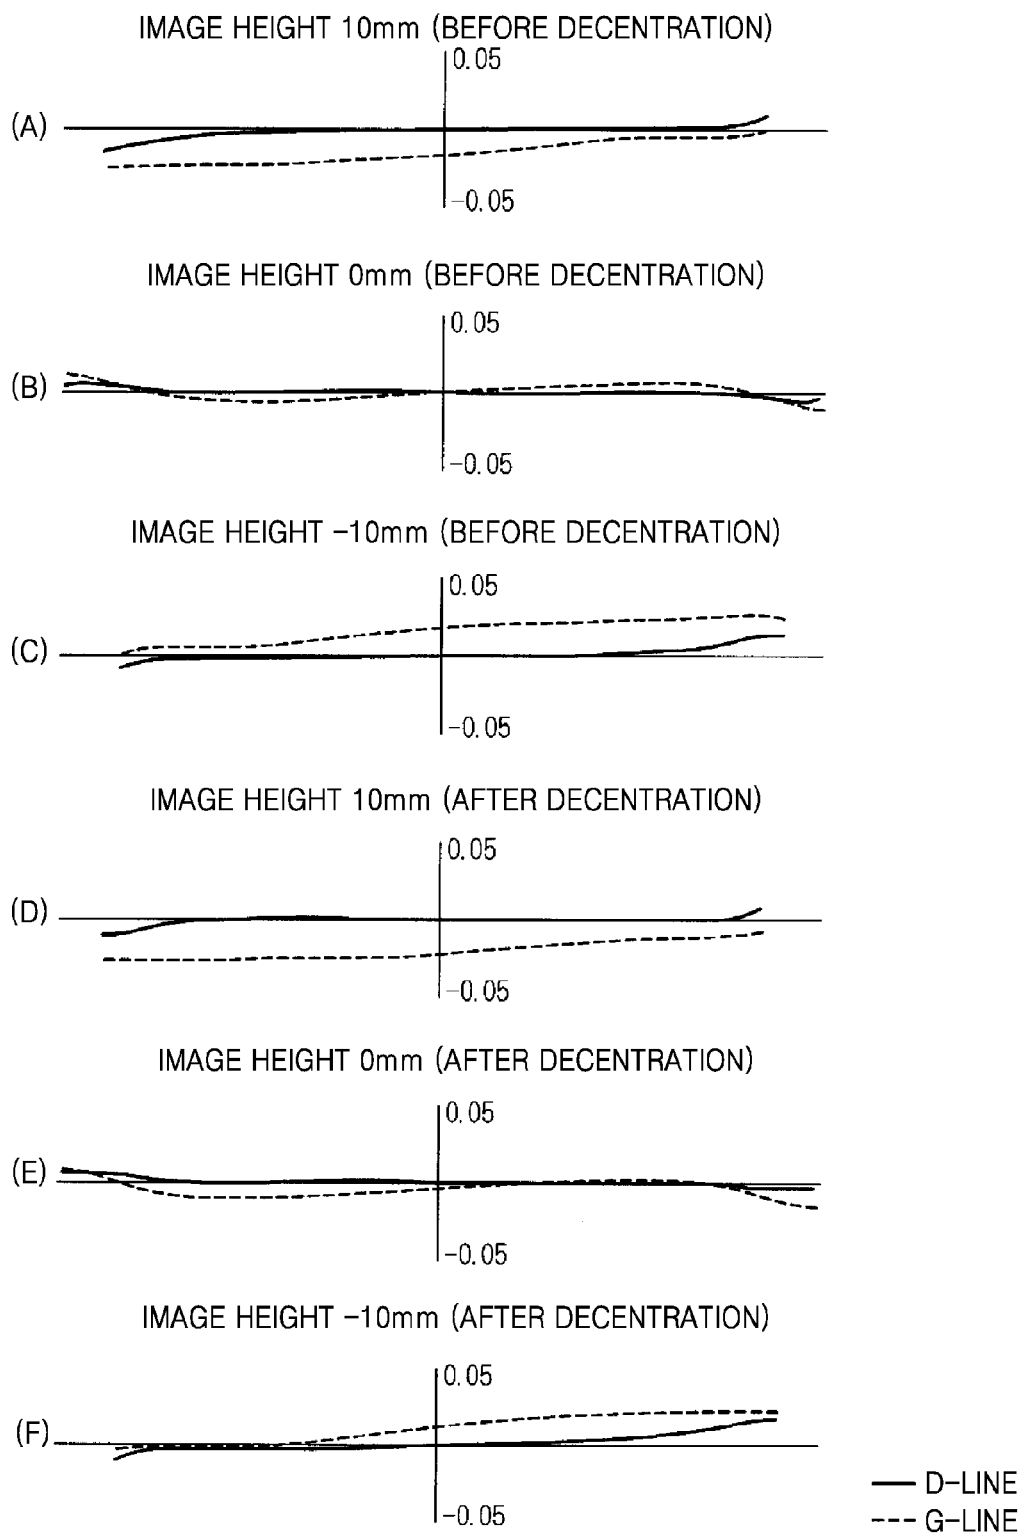 IMAGE HEIGHT 10mm (BEFORE DECENTRATION)
0.05
(A)
-0.05
IMAGE HEIGHT 0mm (BEFORE DECENTRATION)
0.05
(B)
-0.05
IMAGE HEIGHT -10mm (BEFORE DECENTRATION)
0.05
(C)
-0.05
IMAGE HEIGHT 10mm (AFTER DECENTRATION)
0.05
(D)
-0.05
IMAGE HEIGHT 0mm (AFTER DECENTRATION)
0.05
(E)
-0.05
IMAGE HEIGHT -10mm (AFTER DECENTRATION)
0.05
(F)
-0.05
D-LINE
G-LINE